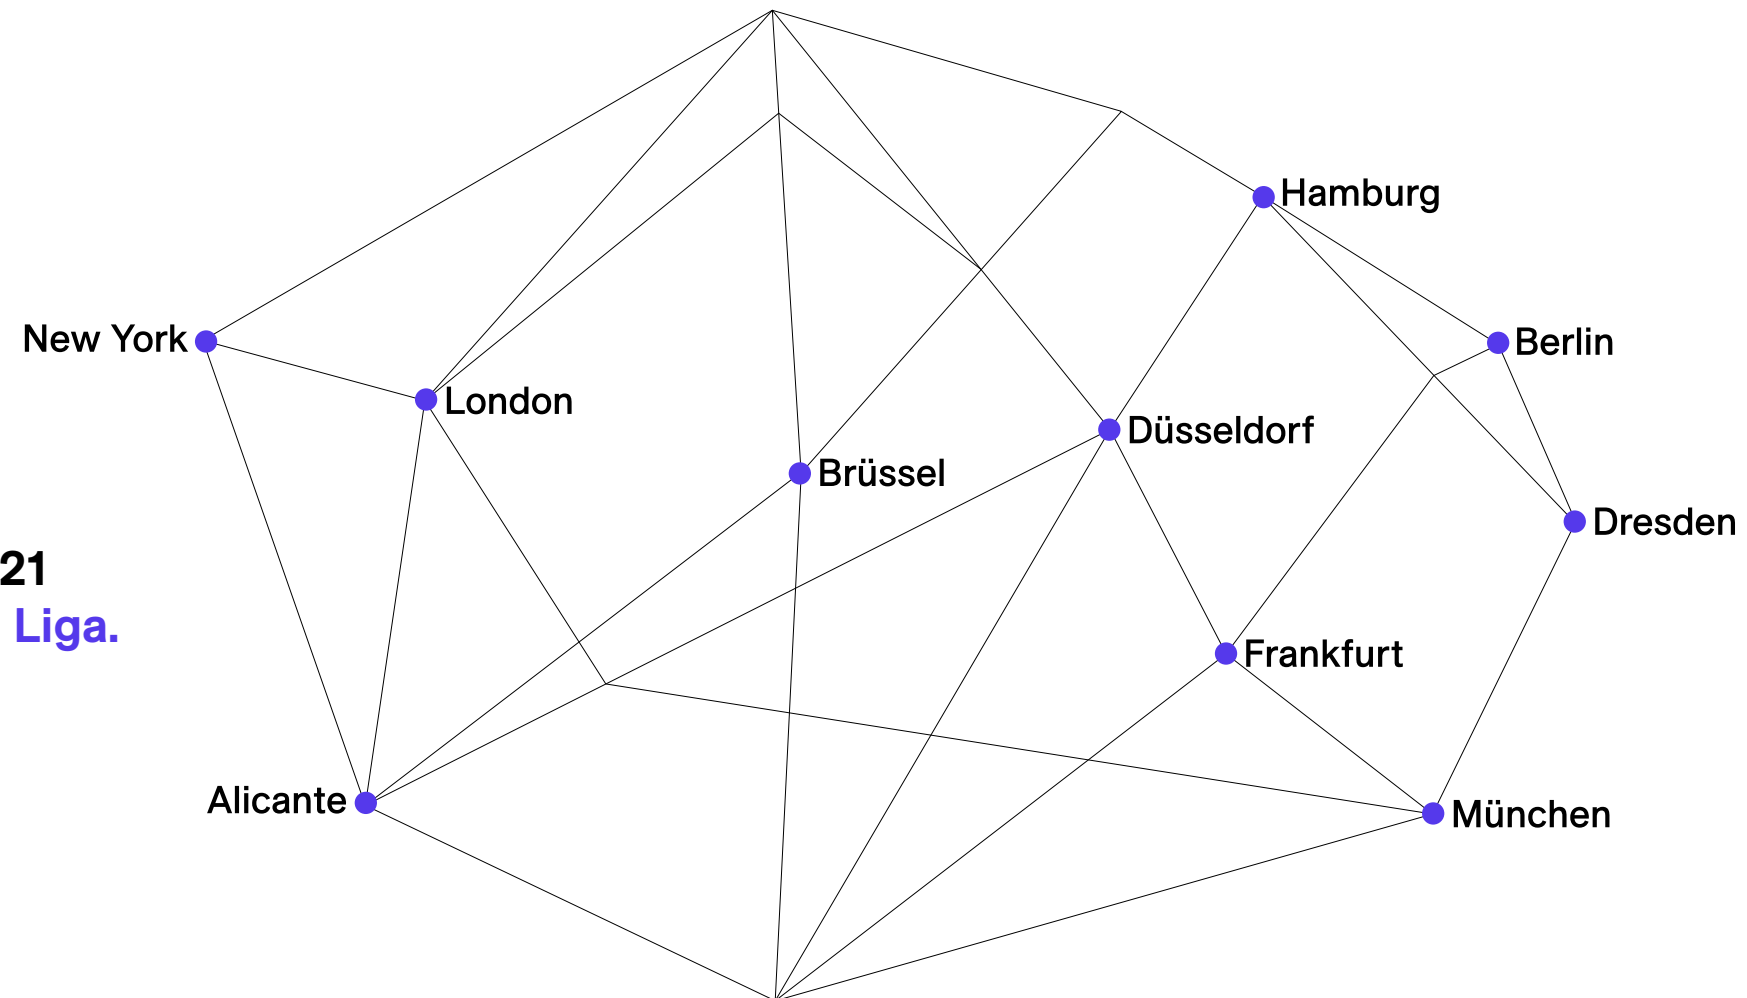 Hamburg
New York
Berlin
London
Düsseldorf
Brüssel
Dresden
21
Liga.
Frankfurt
Alicante
München